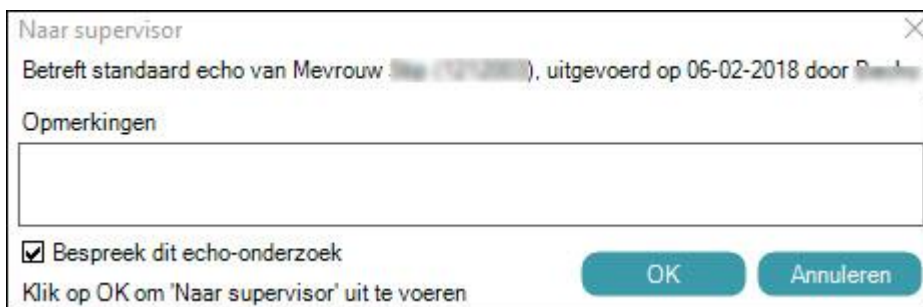 Naar supervisor
Betreft standaard echo van Mevrouw ), uitgevoerd op 06-02-2018 door
Opmerkingen
Bespreek dit echo-onderzoek
OK
Annuleren
Klik op OK om 'Naar supervisor' uit te voeren